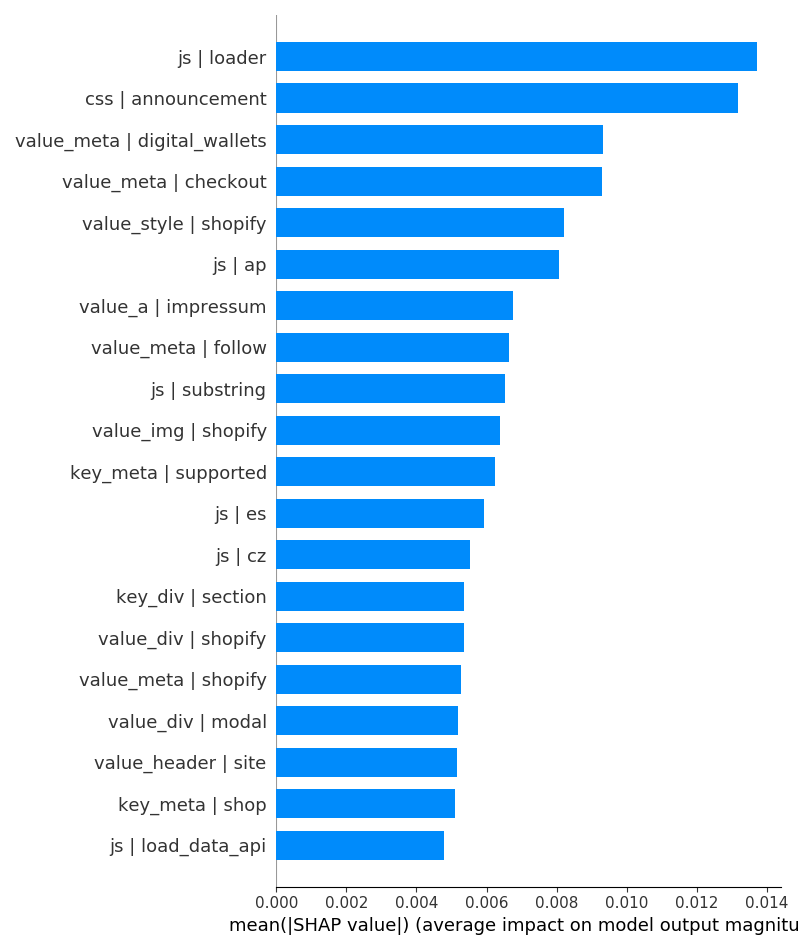 js | loader
css | announcement
value_meta | digital_wallets
value_meta | checkout
value_style | shopify
js | ap
value_a | impressum
value_meta | follow
js | substring
value_img | shopify
key_meta | supported
js | es
js | cz
key_div | section
value_div | shopify
value_meta | shopify
value_div | modal
value_header | site
key_meta | shop
js | load_data_api
0.000 0.002 0.004 0.006 0.008 0.010 0.012 0.014
mean(|SHAP value|) (average impact on model output magnitu